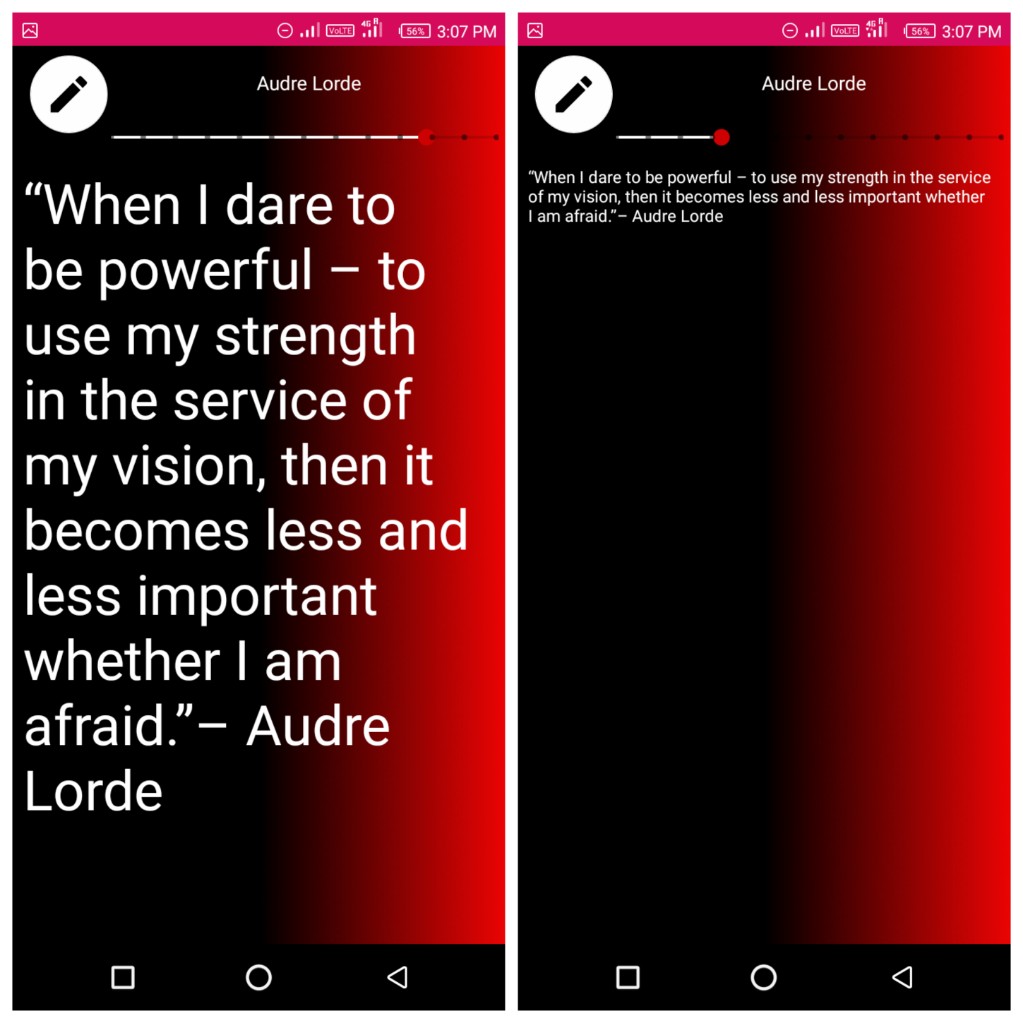 VoLTE 4G R 56% 3:07 PM
Audre Lorde
“When I dare to
be powerful – to
use my strength
in the service of
my vision, then it
becomes less and
less important
whether I am
afraid.”– Audre
Lorde
VoLTE 4G R 56% 3:07 PM
Audre Lorde
“When I dare to be powerful – to use my strength in the service
of my vision, then it becomes less and less important whether
I am afraid.”– Audre Lorde